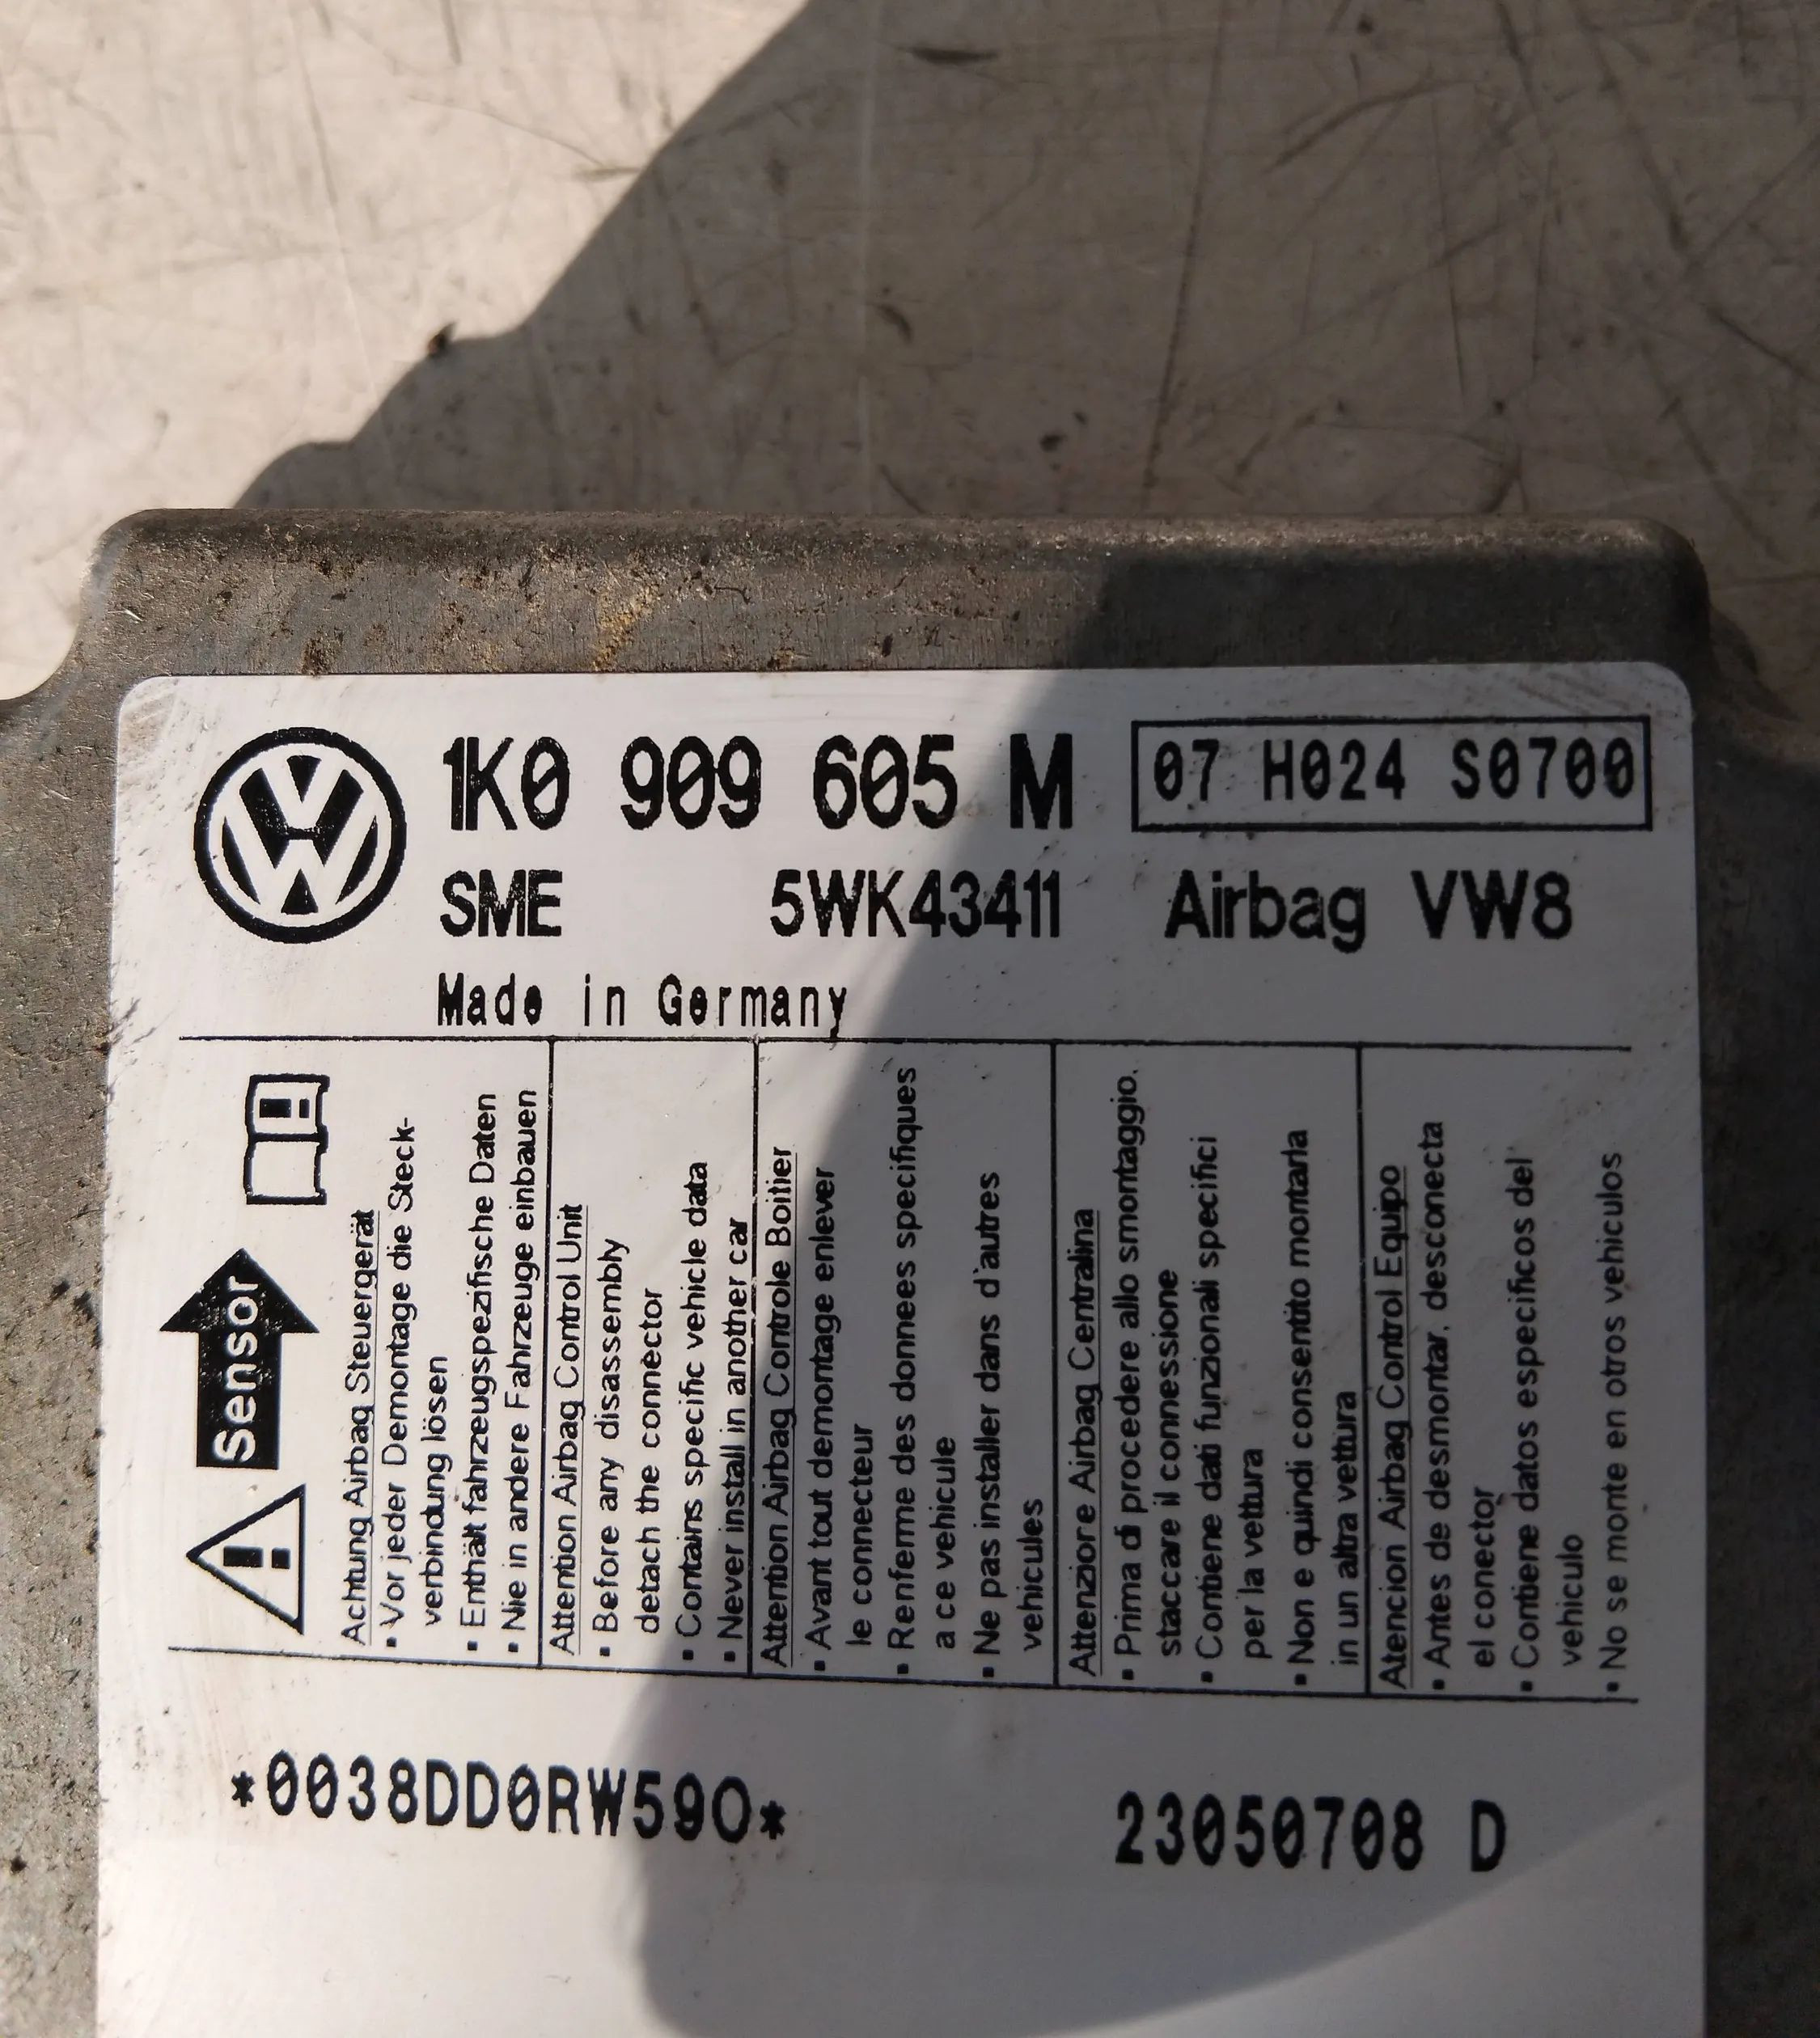 1K0 909 605 M
07 H024 S0700
SME 5WK43411 Airbag VW8
Made in Germany
Sensor
Achtung Airbag Steuergerät
▪ Vor jeder Demontage die Steck-
verbindung lösen
▪ Enthält fahrzeugspezifische Daten
▪ Nie in andere Fahrzeuge einbauen
Attention Airbag Control Unit
▪ Before any disassembly
detach the connector
▪ Contains specific vehicle data
▪ Never install in another car
Attention Airbag Controle Boitier
▪ Avant tout demontage enlever
le connecteur
▪ Renferme des donnees specifiques
a ce vehicule
▪ Ne pas installer dans d'autres
vehicules
Attenzione Airbag Centralina
▪ Prima di procedere allo smontaggio.
staccare il connessione
▪ Contiene dati funzionali specifici
per la vettura
▪ Non e quindi consentito montarla
in un altra vettura
Atencion Airbag Control Equipo
▪ Antes de desmontar. desconecta
el conector
▪ Contiene datos especificos del
vehiculo
▪ No se monte en otros vehiculos
*0038DD0RW59O*
23050708 D